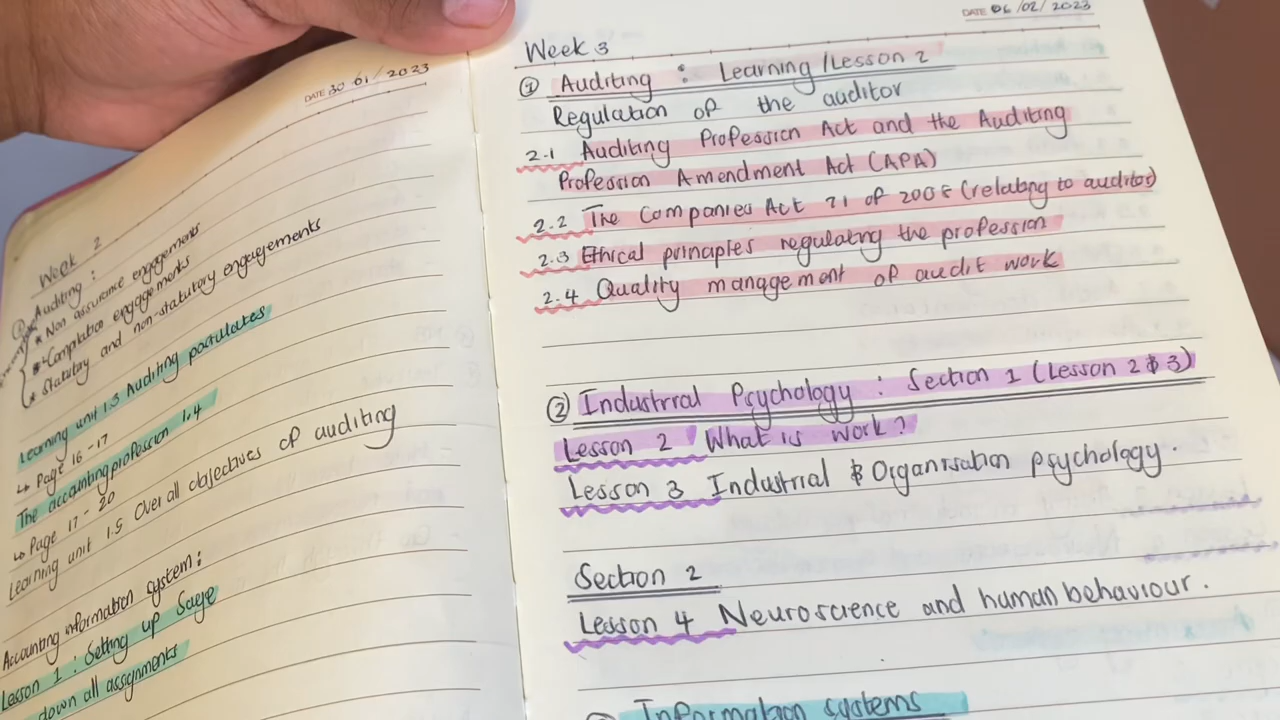 DATE 30/01/2023
Week 2
① Auditing :
* Non assurance engagements
* Compilation engagements
* Statutory and non-statutory engagements
Learning unit 1.3 Auditing postulates
↳ Page 16-17
The accounting profession 1.4
↳ Page 17-20
Learning unit 1.5 Over all objectives of auditing
Accounting information system:
Lesson 1 : Setting up Sage
down all assignments
DATE 06/02/2023
Week 3
① Auditing : Learning/Lesson 2
Regulation of the auditor
2.1 Auditing Profession Act and the Auditing
Profession Amendment Act (APA)
2.2 The Companies Act 71 of 2008 (relating to auditor)
2.3 Ethical principles regulating the profession
2.4 Quality management of audit work
② Industrial Psychology : Section 1 (Lesson 2 & 3)
Lesson 2 What is work?
Lesson 3 Industrial & Organisation psychology.
Section 2
Lesson 4 Neuroscience and human behaviour.
Information systems